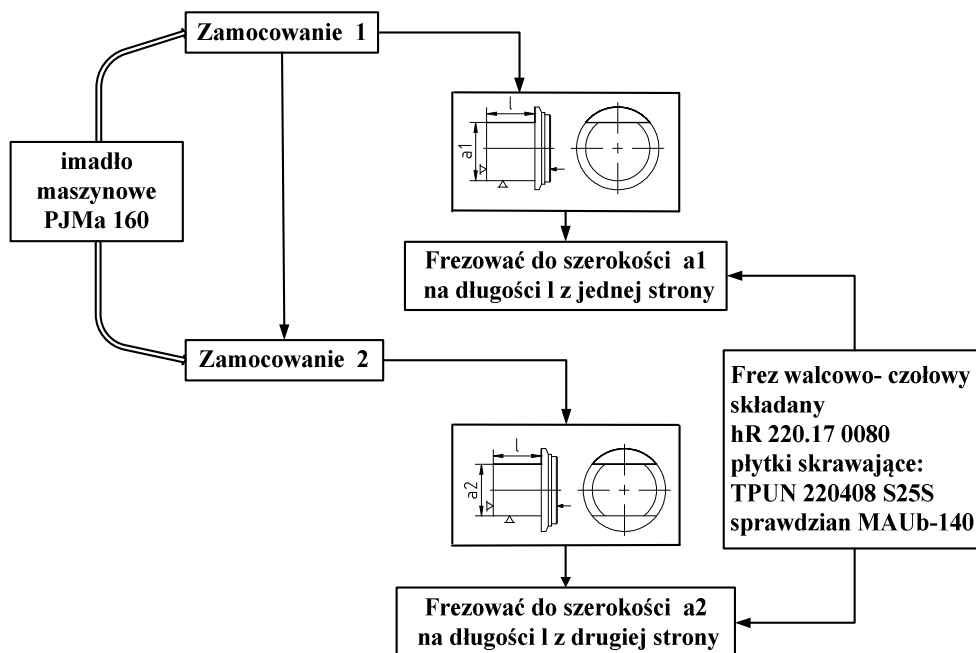 Zamocowanie 1
l
a1
imadło
maszynowe
PJMa 160
Frezować do szerokości a1
na długości l z jednej strony
Zamocowanie 2
l
a2
Frez walcowo- czołowy
składany
hR 220.17 0080
płytki skrawające:
TPUN 220408 S25S
sprawdzian MAUb-140
Frezować do szerokości a2
na długości l z drugiej strony